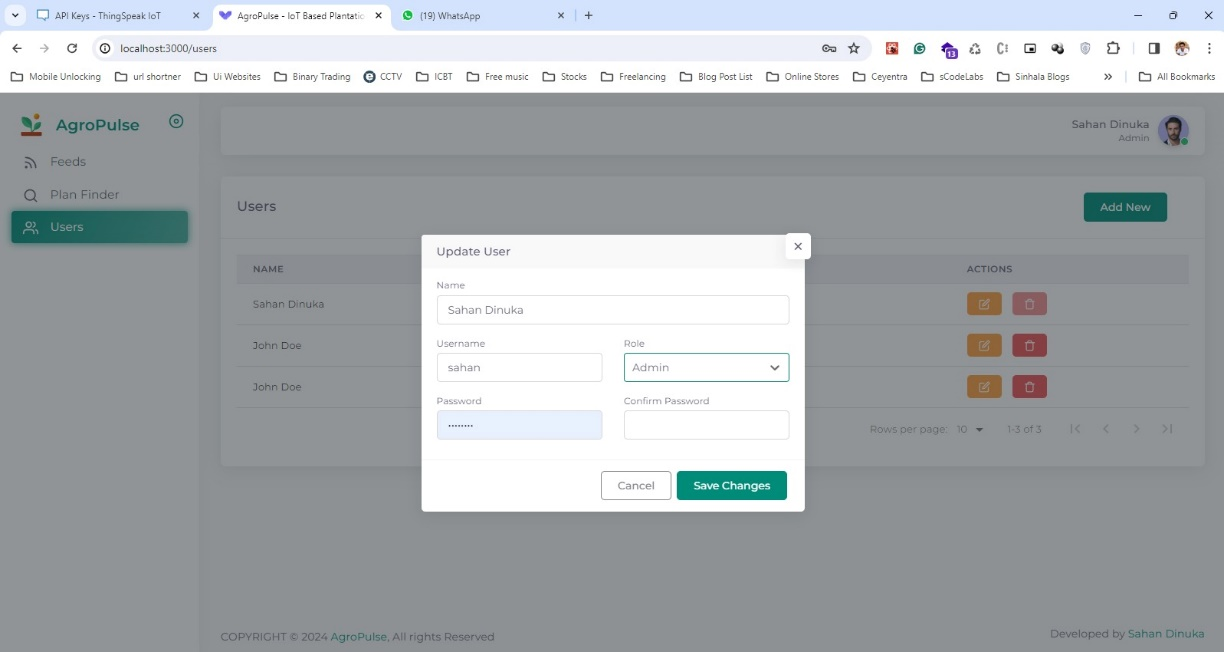 API Keys - ThingSpeak IoT
AgroPulse - IoT Based Plantatio
(19) WhatsApp
localhost:3000/users
13
Mobile Unlocking
url shortner
Ui Websites
Binary Trading
CCTV
ICBT
Free music
Stocks
Freelancing
Blog Post List
Online Stores
Ceyentra
sCodeLabs
Sinhala Blogs
All Bookmarks
AgroPulse
Feeds
Plan Finder
Users
Sahan Dinuka
Admin
Users
Add New
NAME
ACTIONS
Sahan Dinuka
John Doe
John Doe
Rows per page: 10
1-3 of 3
Update User
Name
Sahan Dinuka
Username
Role
sahan
Admin
Password
Confirm Password
Cancel
Save Changes
COPYRIGHT © 2024 AgroPulse, All rights Reserved
Developed by Sahan Dinuka